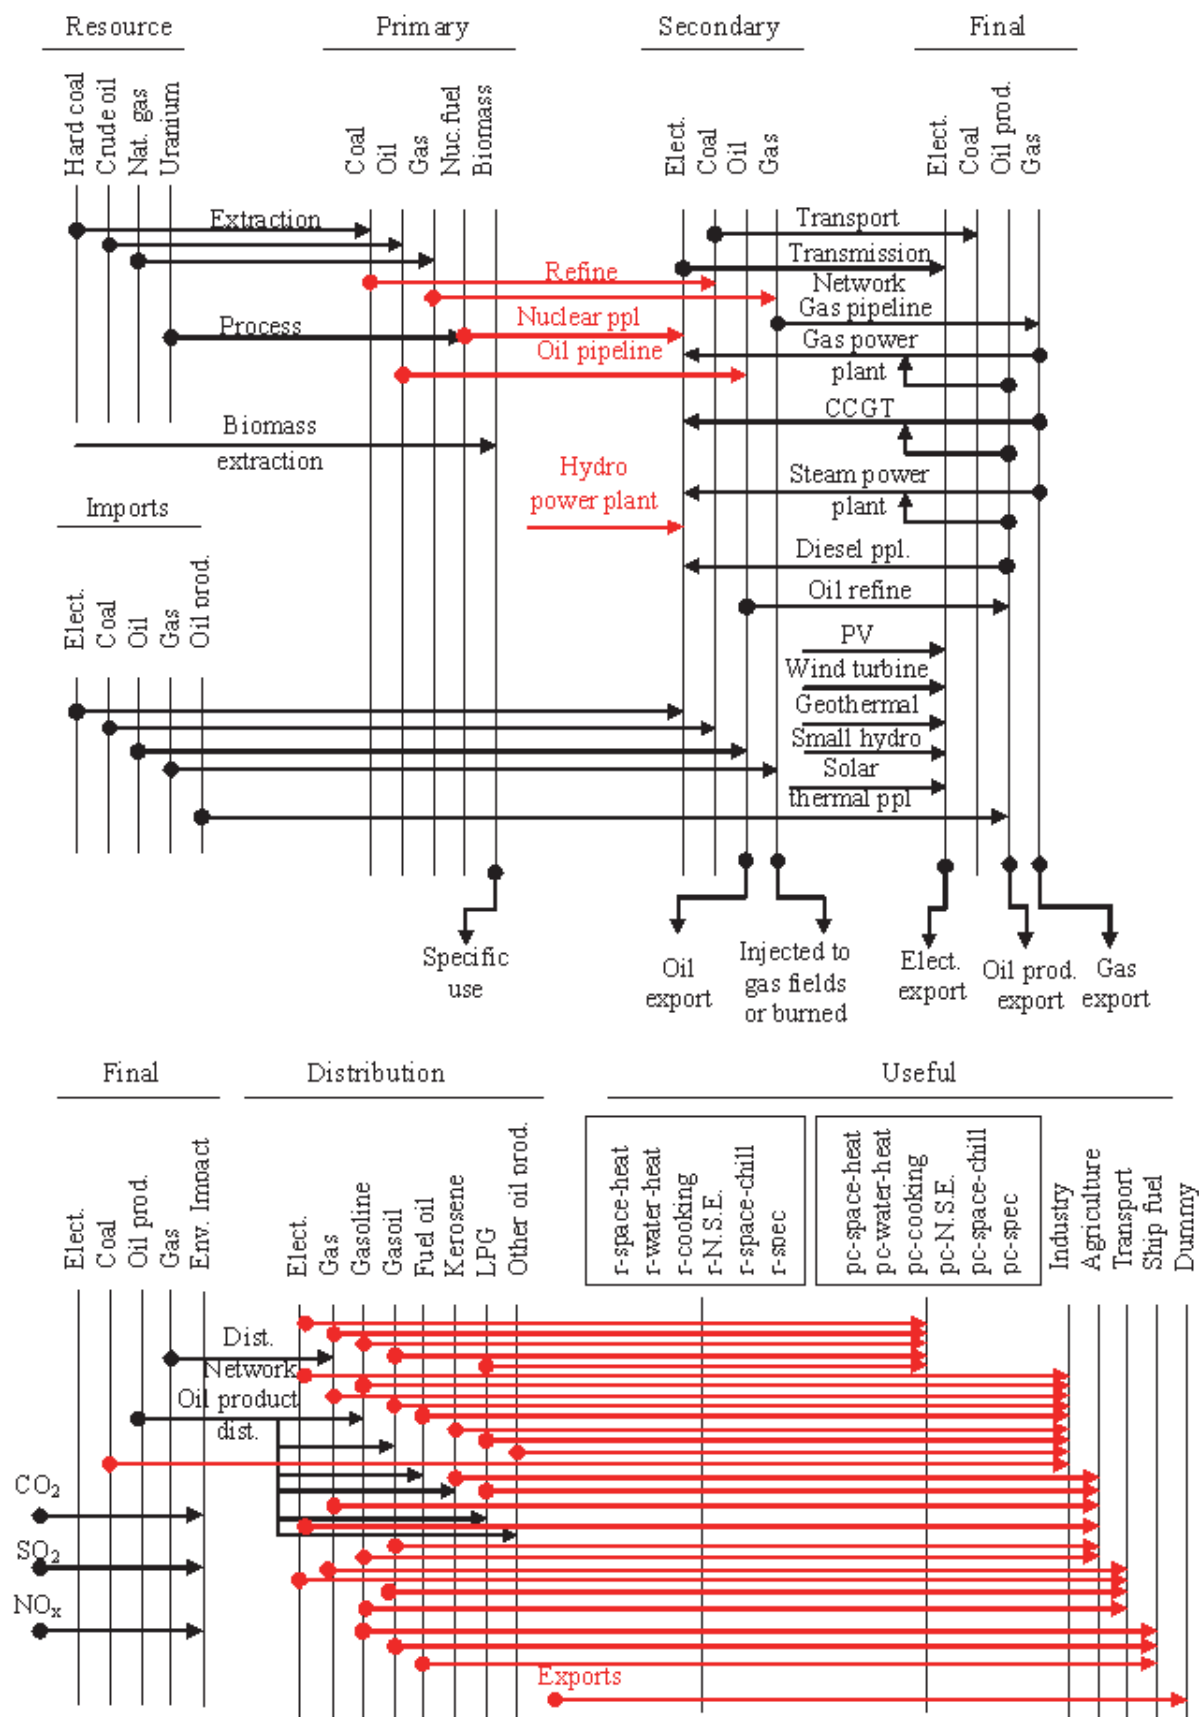 Resource
Primary
Secondary
Final
Hard coal
Crude oil
Nat. gas
Uranium
Coal
Oil
Gas
Nuc.fuel
Biomass
Elect.
Coal
Oil
Gas
Elect.
Coal
Oil prod.
Gas
Extraction
Transport
Transmission
Network
Refine
Gas pipeline
Process
Nuclear ppl
Oil pipeline
Gas power
plant
CCGT
Biomass
extraction
Hydro
power plant
Steam power
plant
Imports
Diesel ppl.
Oil refine
Elect.
Coal
Oil
Gas
Oil prod.
PV
Wind turbine
Geothermal
Small hydro
Solar
thermal ppl
Specific
use
Oil
export
Injected to
gas fields
or burned
Elect.
export
Oil prod.
export
Gas
export
Final
Distribution
Useful
Elect.
Coal
Oil prod.
Gas
Env. Impact
Elect.
Gas
Gasoline
Gasoil
Fuel oil
Kerosene
LPG
Other oil prod.
r-space-heat
r-water-heat
r-cooking
r-N.S.E.
r-space-chill
r-spec
pc-space-heat
pc-water-heat
pc-cooking
pc-N.S.E.
pc-space-chill
pc-spec
Industry
Agriculture
Transport
Ship fuel
Dummy
Dist.
Network
Oil product
dist.
CO₂
SO₂
NOₓ
Exports